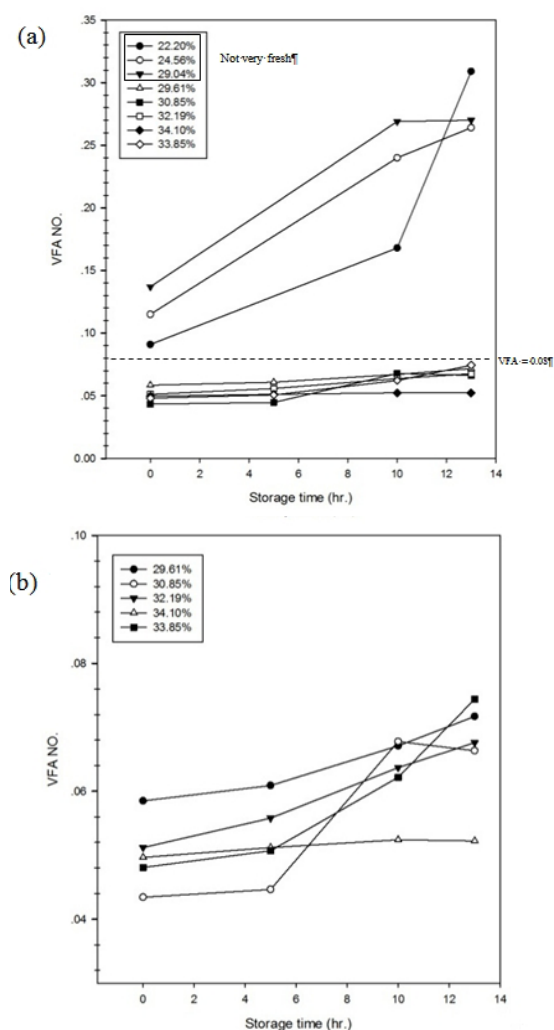 (a)
22.20%
24.56%
29.04%
29.61%
30.85%
32.19%
34.10%
33.85%
Not·very·fresh¶
VFA NO.
.35
.30
.25
.20
.15
.10
.05
0.00
VFA·=·0.08¶
0 2 4 6 8 10 12 14
Storage time (hr.)
(b)
29.61%
30.85%
32.19%
34.10%
33.85%
VFA NO.
.10
.08
.06
.04
0 2 4 6 8 10 12 14
Storage time (hr.)